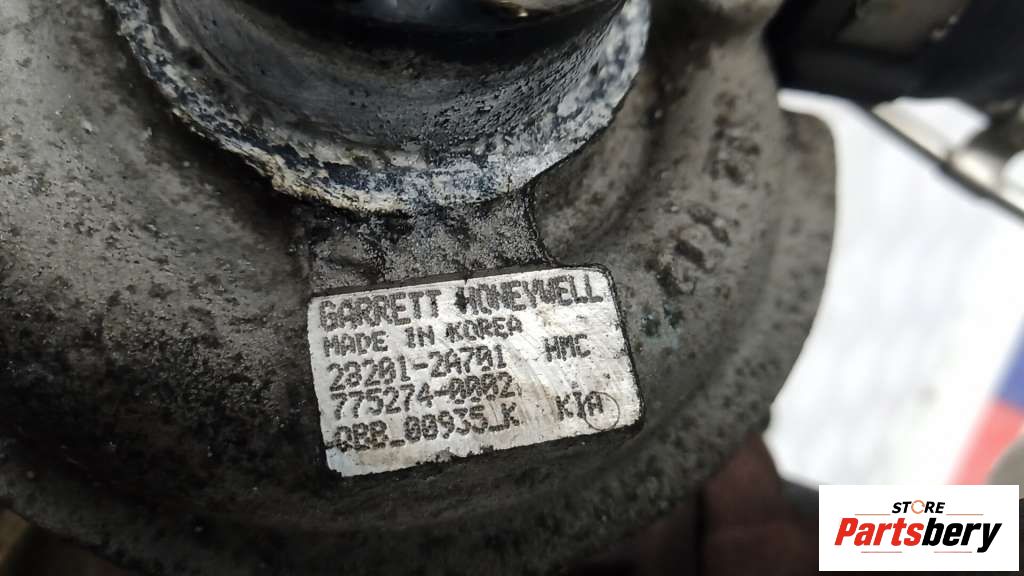 GARRETT HONEYWELL
MADE IN KOREA
28201-2A701 HMC
775274-0002
QBB_00935_K KIA
STORE
Partsbery